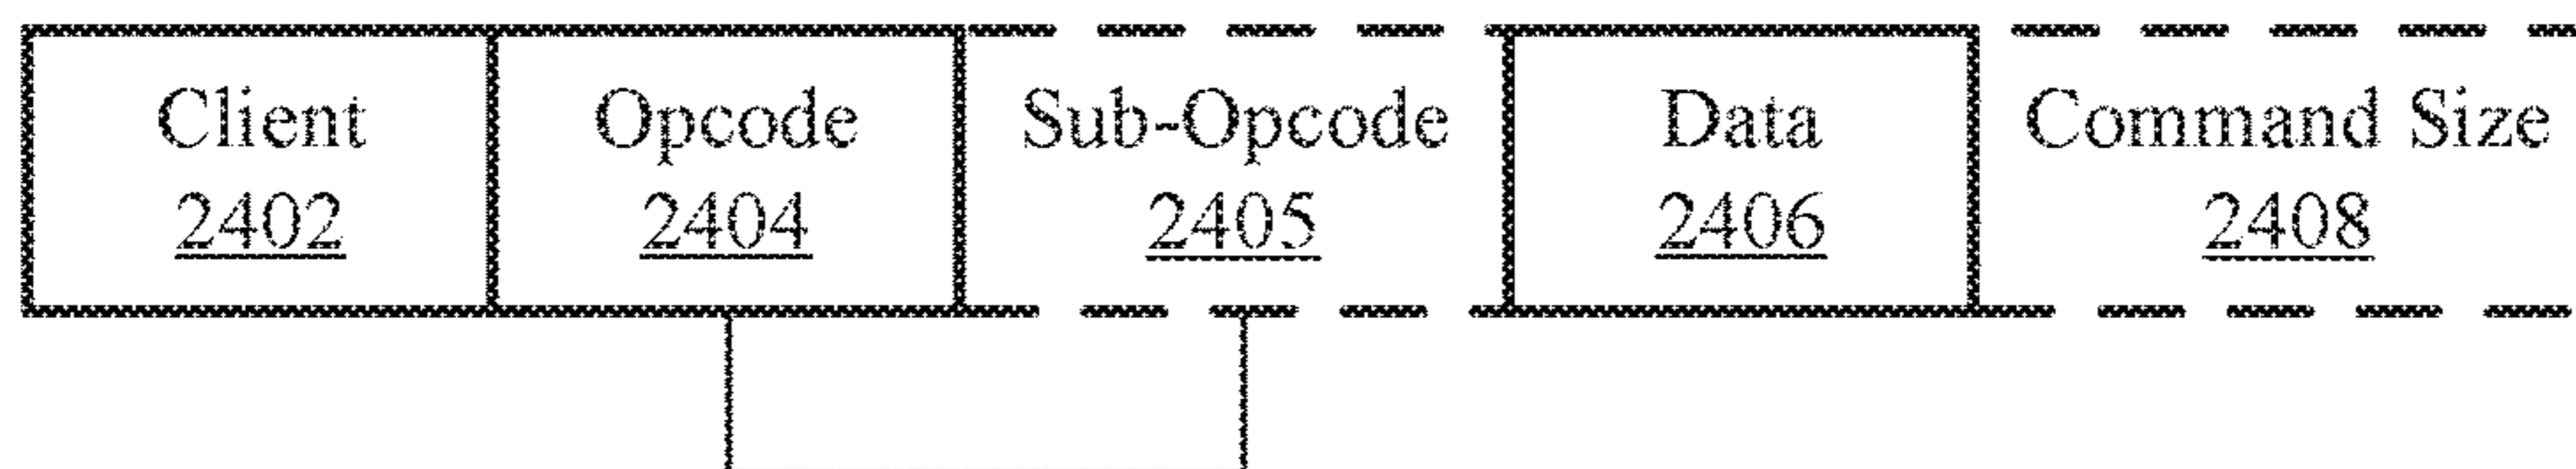 Client Opcode Sub-Opcode Data Command Size
2402 2404 2405 2406 2408